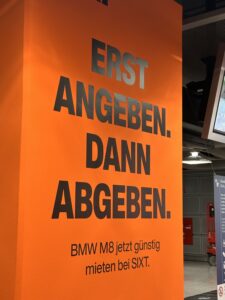 ERST
ANGEBEN.
DANN
ABGEBEN.
BMW M8 jetzt günstig
mieten bei SIXT.